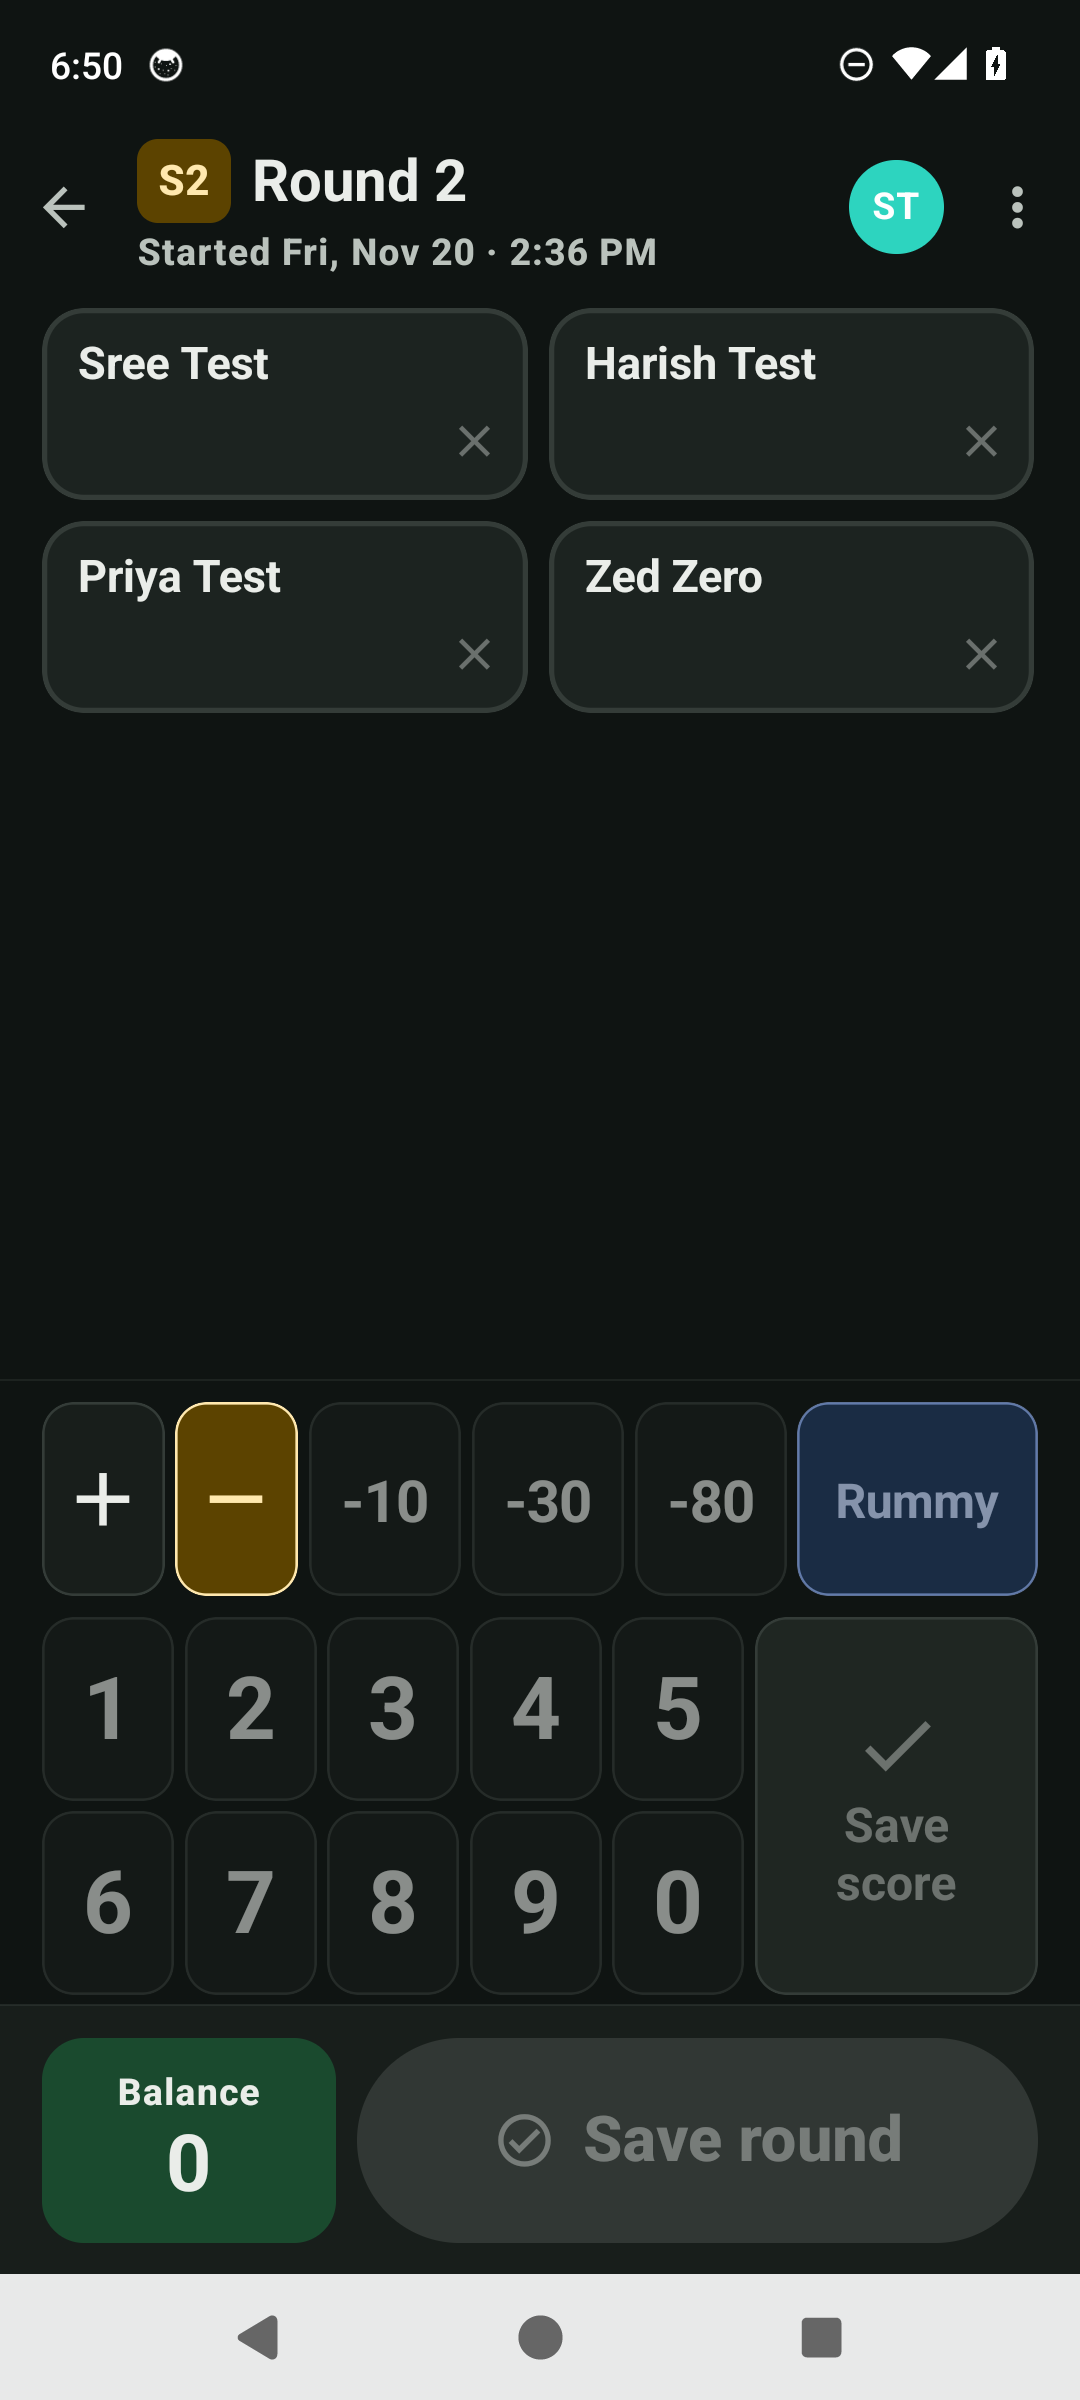 6:50
S2 Round 2
ST
Started Fri, Nov 20 · 2:36 PM
Sree Test
Harish Test
Priya Test
Zed Zero
+ − -10 -30 -80 Rummy
1 2 3 4 5
Save
score
6 7 8 9 0
Balance
0
Save round